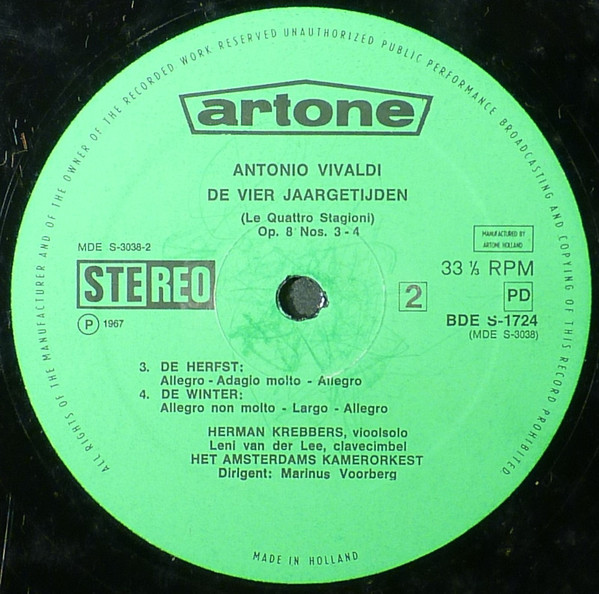 ALL RIGHTS OF THE MANUFACTURER AND OF THE OWNER OF THE RECORDED WORK RESERVED UNAUTHORIZED PUBLIC PERFORMANCE BROADCASTING AND COPYING OF THIS RECORD PROHIBITED
artone
ANTONIO VIVALDI
DE VIER JAARGETIJDEN
(Le Quattro Stagioni)
Op. 8 Nos. 3-4
MDE S-3038-2
STEREO
Ⓟ 1967
MANUFACTURED BY
ARTONE HOLLAND
33 ⅓ RPM
2
PD
BDE S-1724
(MDE S-3038)
3. DE HERFST:
Allegro - Adagio molto - Allegro
4. DE WINTER:
Allegro non molto - Largo - Allegro
HERMAN KREBBERS, vioolsolo
Leni van der Lee, clavecimbel
HET AMSTERDAMS KAMERORKEST
Dirigent: Marinus Voorberg
MADE IN HOLLAND